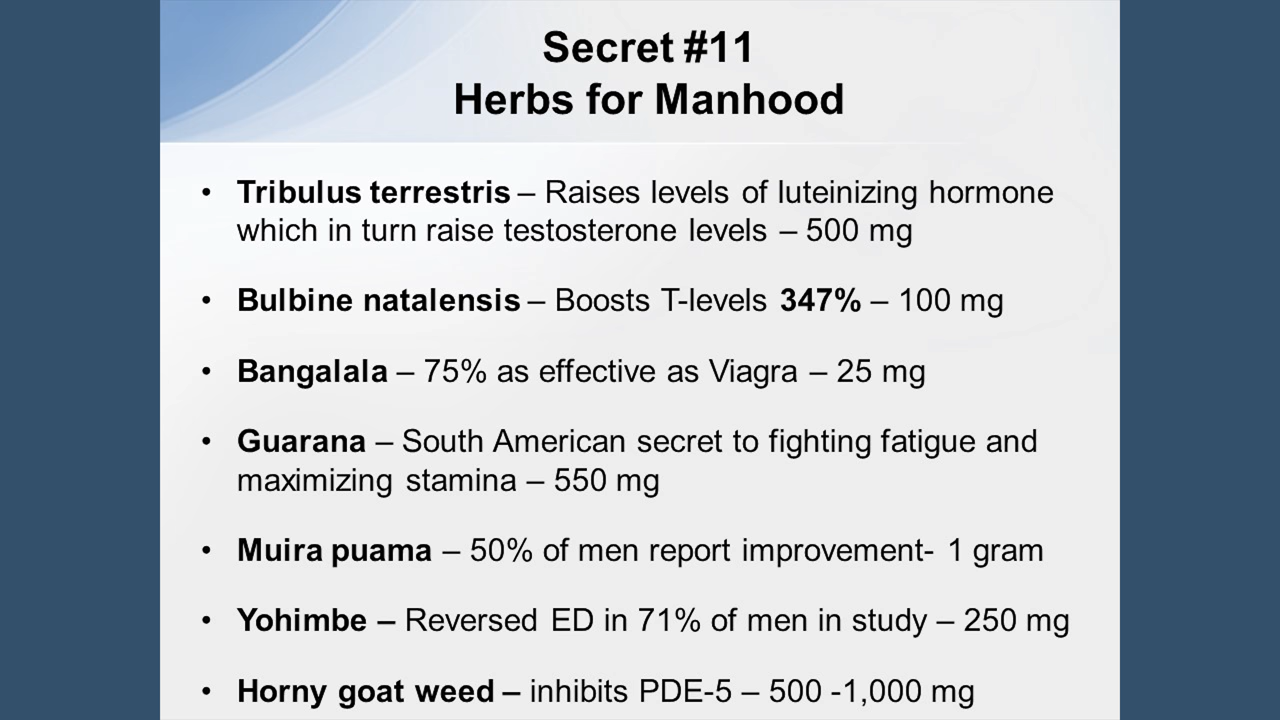 Secret #11
Herbs for Manhood
• Tribulus terrestris – Raises levels of luteinizing hormone
which in turn raise testosterone levels – 500 mg
• Bulbine natalensis – Boosts T-levels 347% – 100 mg
• Bangalala – 75% as effective as Viagra – 25 mg
• Guarana – South American secret to fighting fatigue and
maximizing stamina – 550 mg
• Muira puama – 50% of men report improvement- 1 gram
• Yohimbe – Reversed ED in 71% of men in study – 250 mg
• Horny goat weed – inhibits PDE-5 – 500 -1,000 mg